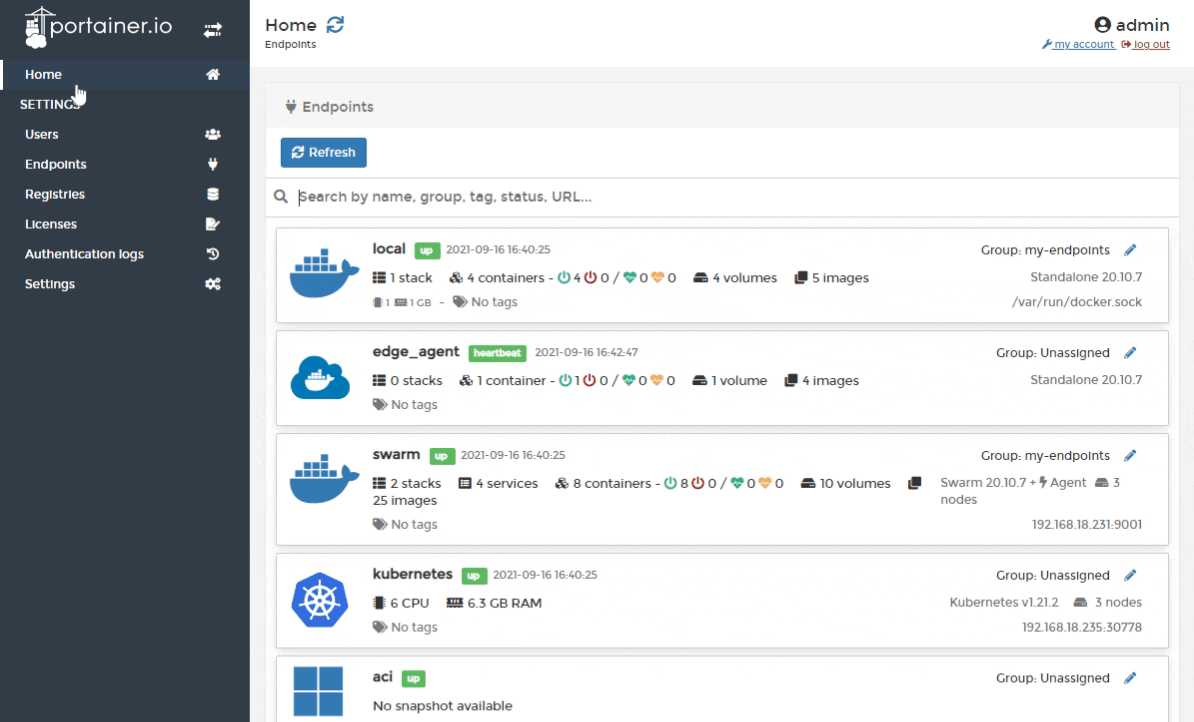 portainer.io
Home
SETTINGS
Users
Endpoints
Registries
Licenses
Authentication logs
Settings
Home
Endpoints
admin
my account log out
Endpoints
Refresh
Search by name, group, tag, status, URL...
local up 2021-09-16 16:40:25 Group: my-endpoints
1 stack 4 containers - 4 0 / 0 0 4 volumes 5 images Standalone 20.10.7
1 1 GB - No tags /var/run/docker.sock
edge_agent heartbeat 2021-09-16 16:42:47 Group: Unassigned
0 stacks 1 container - 1 0 / 0 0 1 volume 4 images Standalone 20.10.7
No tags
swarm up 2021-09-16 16:40:25 Group: my-endpoints
2 stacks 4 services 8 containers - 8 0 / 0 0 10 volumes Swarm 20.10.7 + Agent 3
25 images nodes
No tags 192.168.18.231:9001
kubernetes up 2021-09-16 16:40:25 Group: Unassigned
6 CPU 6.3 GB RAM Kubernetes v1.21.2 3 nodes
No tags 192.168.18.235:30778
aci up Group: Unassigned
No snapshot available